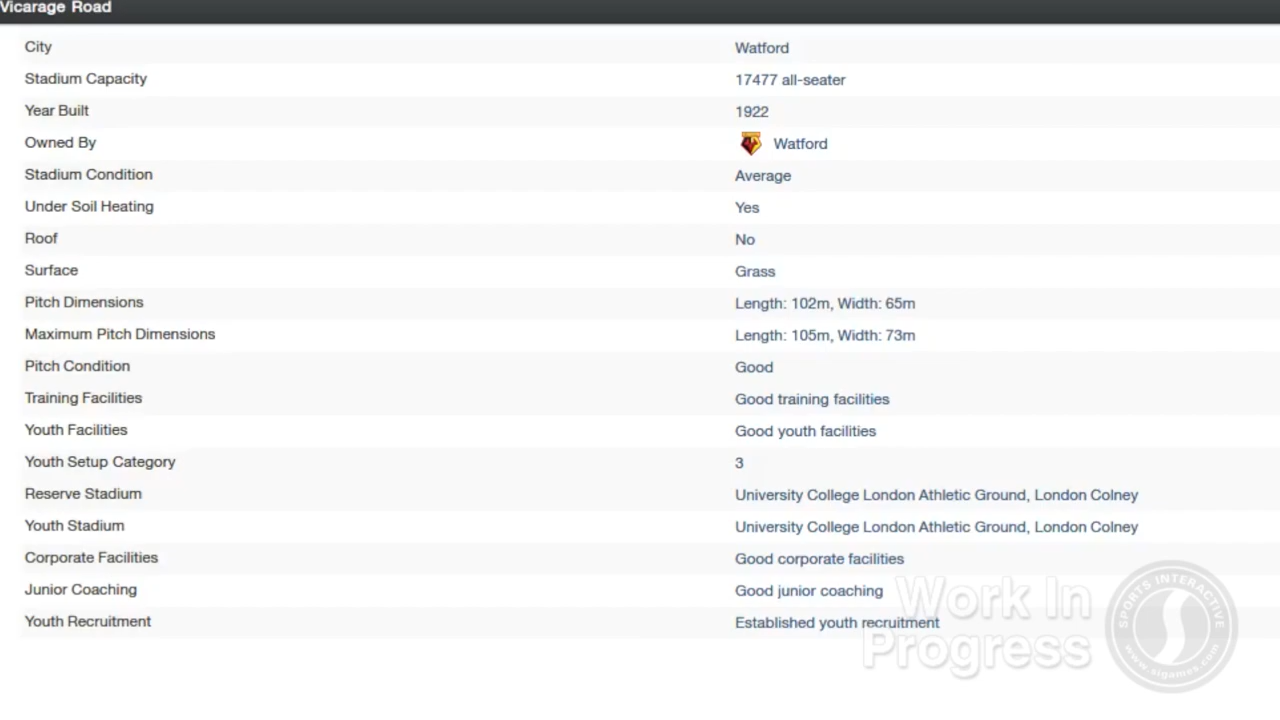 Vicarage Road
City Watford
Stadium Capacity 17477 all-seater
Year Built 1922
Owned By Watford
Stadium Condition Average
Under Soil Heating Yes
Roof No
Surface Grass
Pitch Dimensions Length: 102m, Width: 65m
Maximum Pitch Dimensions Length: 105m, Width: 73m
Pitch Condition Good
Training Facilities Good training facilities
Youth Facilities Good youth facilities
Youth Setup Category 3
Reserve Stadium University College London Athletic Ground, London Colney
Youth Stadium University College London Athletic Ground, London Colney
Corporate Facilities Good corporate facilities
Junior Coaching Good junior coaching
Youth Recruitment Established youth recruitment
Work In
Progress
SPORTS INTERACTIVE
www.sigames.com